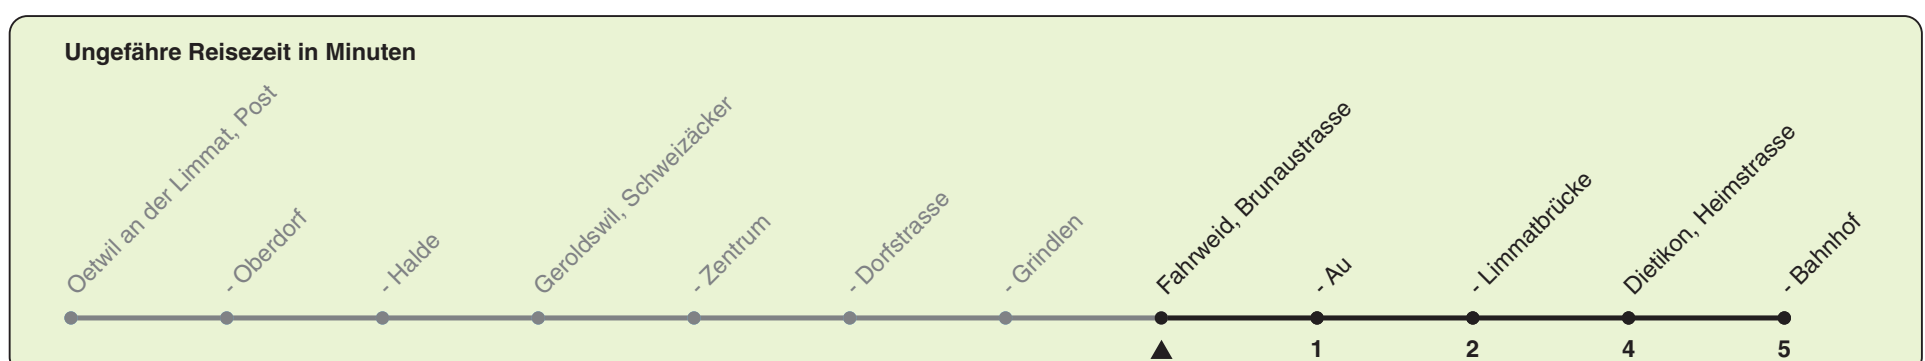 Ungefähre Reisezeit in Minuten
Oetwil an der Limmat, Post
- Oberdorf
- Halde
Geroldswil, Schweizäcker
- Zentrum
- Dorfstrasse
- Grindlen
Fahrweid, Brunaustrasse
- Au
- Limmatbrücke
Dietikon, Heimstrasse
- Bahnhof
1 2 4 5